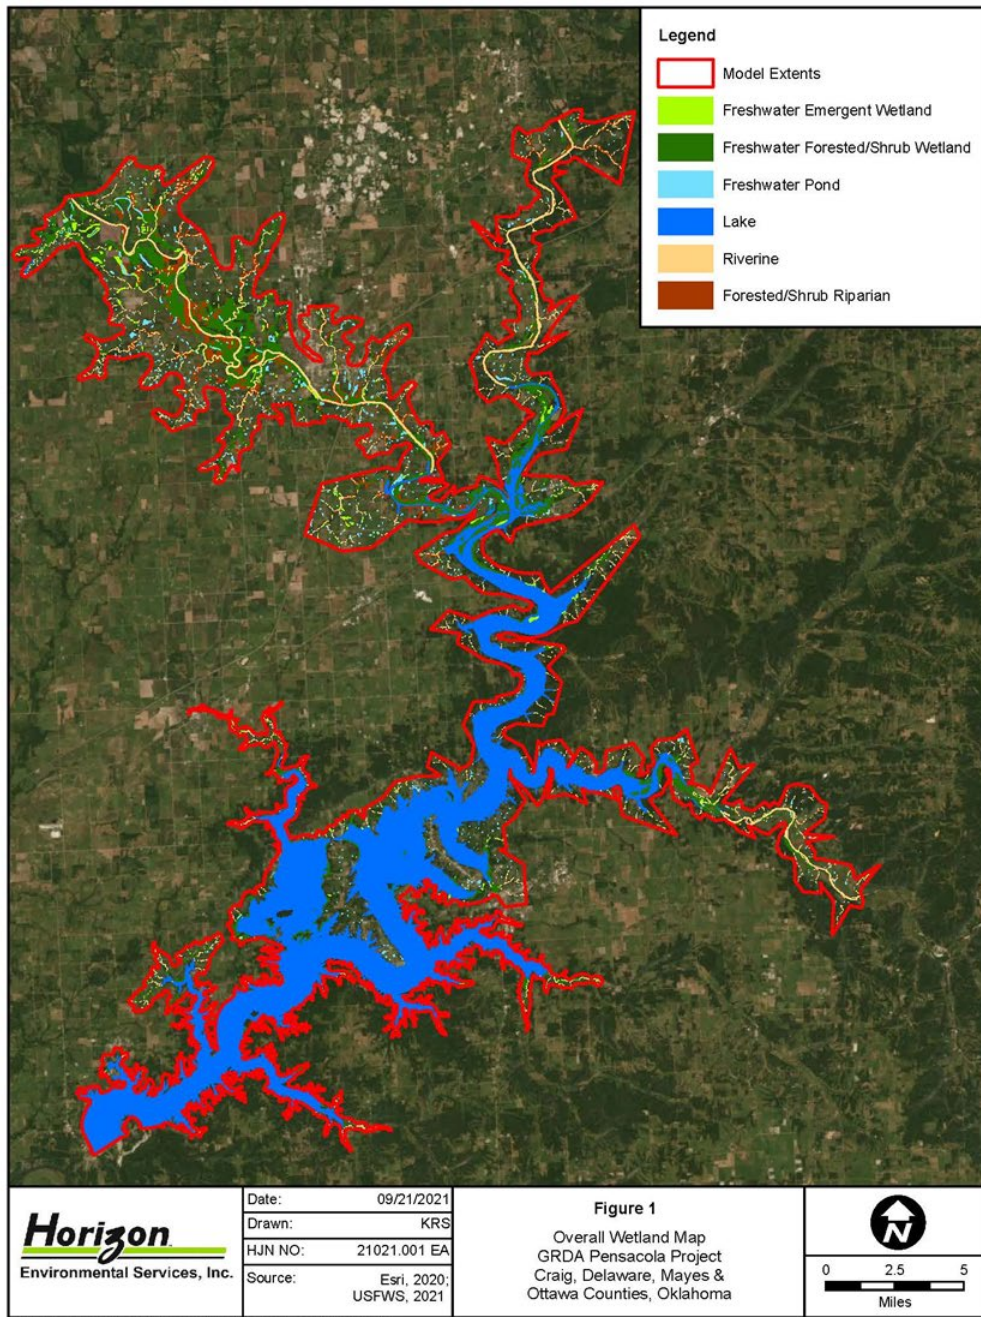 Legend
Model Extents
Freshwater Emergent Wetland
Freshwater Forested/Shrub Wetland
Freshwater Pond
Lake
Riverine
Forested/Shrub Riparian
Horizon
Environmental Services, Inc.
Date: 09/21/2021
Drawn: KRS
HJN NO: 21021.001 EA
Source: Esri, 2020;
USFWS, 2021
Figure 1
Overall Wetland Map
GRDA Pensacola Project
Craig, Delaware, Mayes &
Ottawa Counties, Oklahoma
N
0 2.5 5
Miles